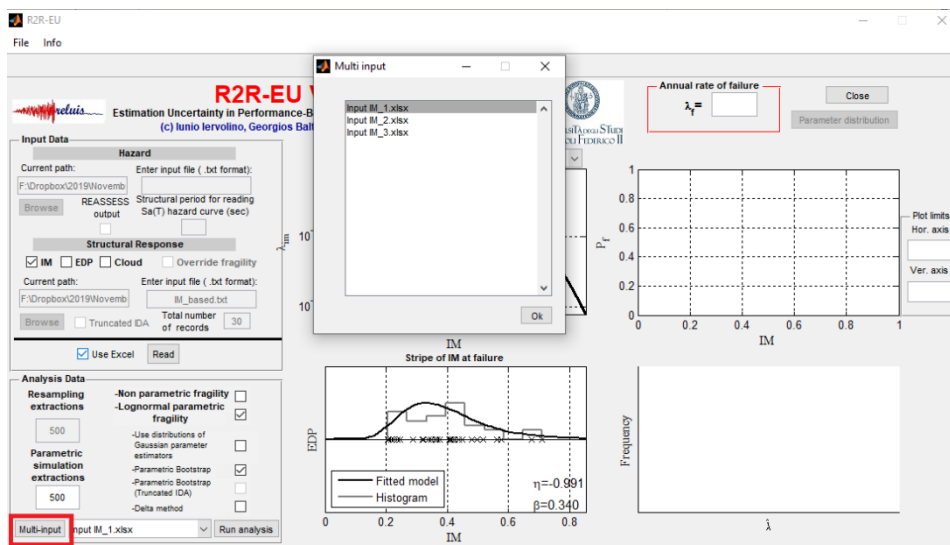 R2R-EU
File Info
Multi input
Input IM_1.xlsx
Input IM_2.xlsx
Input IM_3.xlsx
Ok
reluis
R2R-EU
Estimation Uncertainty in Performance-B
(c) Iunio Iervolino, Georgios Balt
Annual rate of failure
λf=
Close
Parameter distribution
Input Data
Hazard
Current path:
Enter input file ( .txt format):
F:\Dropbox\2019\Novemb
Browse
REASSESS output
Structural period for reading
Sa(T) hazard curve (sec)
Structural Response
IM EDP Cloud Override fragility
Current path:
Enter input file ( .txt format):
F:\Dropbox\2019\Novemb
IM_based.txt
Browse
Truncated IDA
Total number
of records
30
Use Excel
Read
Analysis Data
Resampling
extractions
500
Parametric
simulation
extractions
500
-Non parametric fragility
-Lognormal parametric
fragility
-Use distributions of
Gaussian parameter
estimators
-Parametric Bootstrap
-Parametric Bootstrap
(Truncated IDA)
-Delta method
Multi-input
nput IM_1.xlsx
Run analysis
λim
10-
10-
IM
Stripe of IM at failure
EDP
Fitted model
Histogram
η=-0.991
β=0.340
0 0.2 0.4 0.6 0.8
IM
Pf
1
0.8
0.6
0.4
0.2
0
0 0.2 0.4 0.6 0.8 1
IM
Plot limits
Hor. axis
Ver. axis
Frequency
λ̂